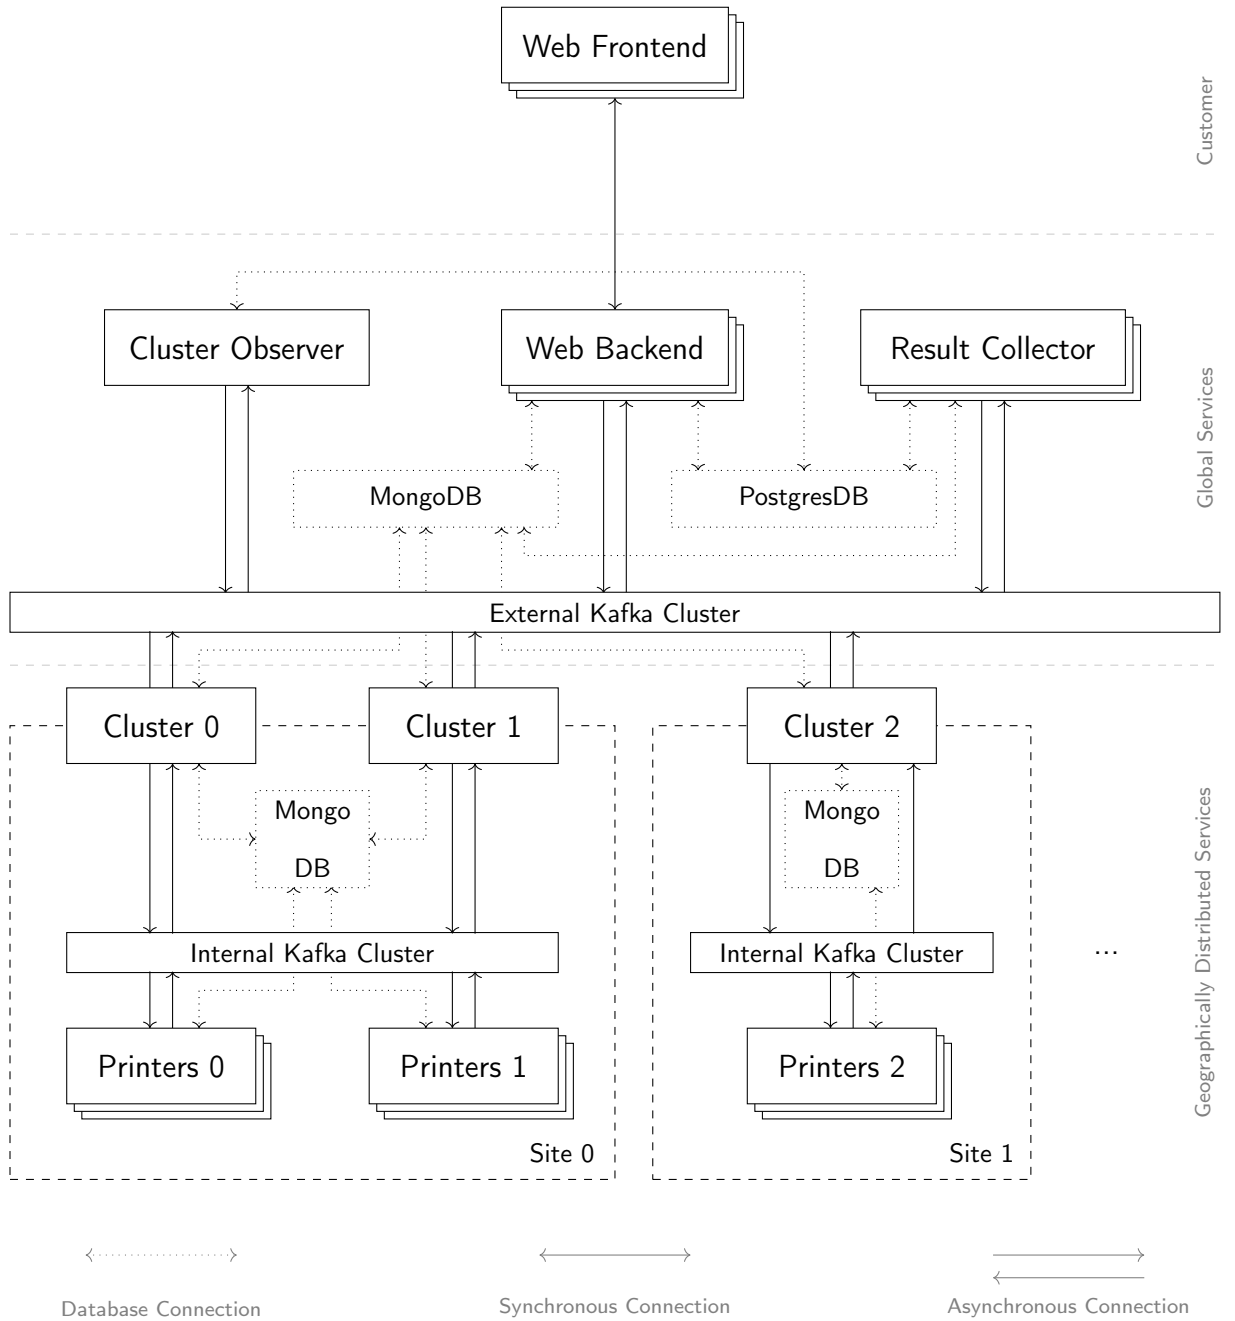 Web Frontend
Customer
Cluster Observer
Web Backend
Result Collector
Global Services
MongoDB
PostgresDB
External Kafka Cluster
Cluster 0
Cluster 1
Cluster 2
Mongo
DB
Mongo
DB
Geographically Distributed Services
Internal Kafka Cluster
Internal Kafka Cluster
...
Printers 0
Printers 1
Printers 2
Site 0
Site 1
Database Connection
Synchronous Connection
Asynchronous Connection